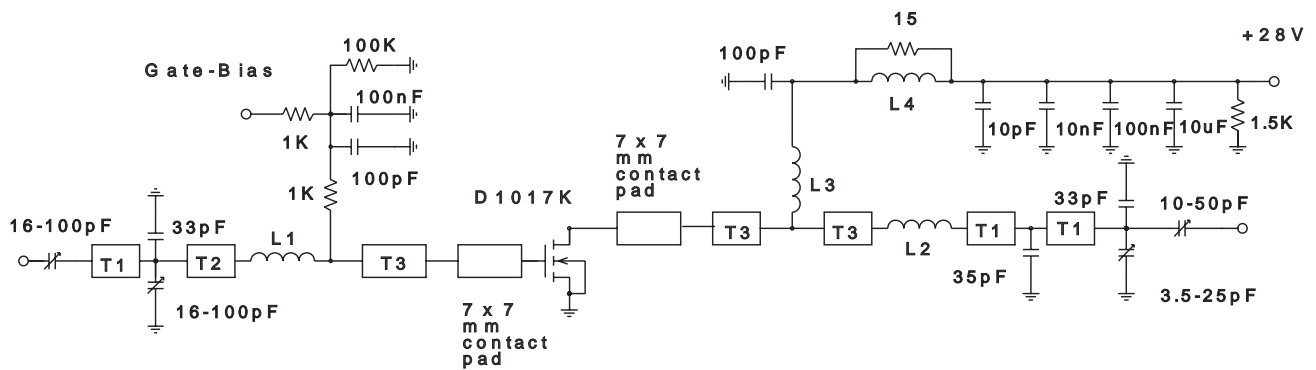 15
+28V
100K
100pF
Gate-Bias
100nF
L4
1K
10pF
10nF
100nF
10uF
1.5K
7 x 7
mm
contact
pad
100pF
1K
D1017K
L3
33pF
10-50pF
16-100pF
33pF
L1
T1
T2
T3
T3
T3
L2
T1
T1
16-100pF
35pF
3.5-25pF
7 x 7
mm
contact
pad